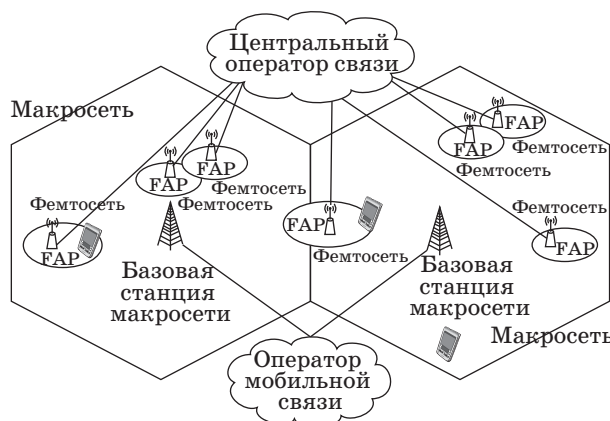 Центральный
оператор связи
Макросеть
FAP
Фемтосеть
FAP
Фемтосеть
FAP
Фемтосеть
FAP
Фемтосеть
Фемтосеть
FAP
FAP
Фемтосеть
Фемтосеть
FAP
Базовая
станция
макросети
Базовая
станция
макросети
Макросеть
Оператор
мобильной
связи